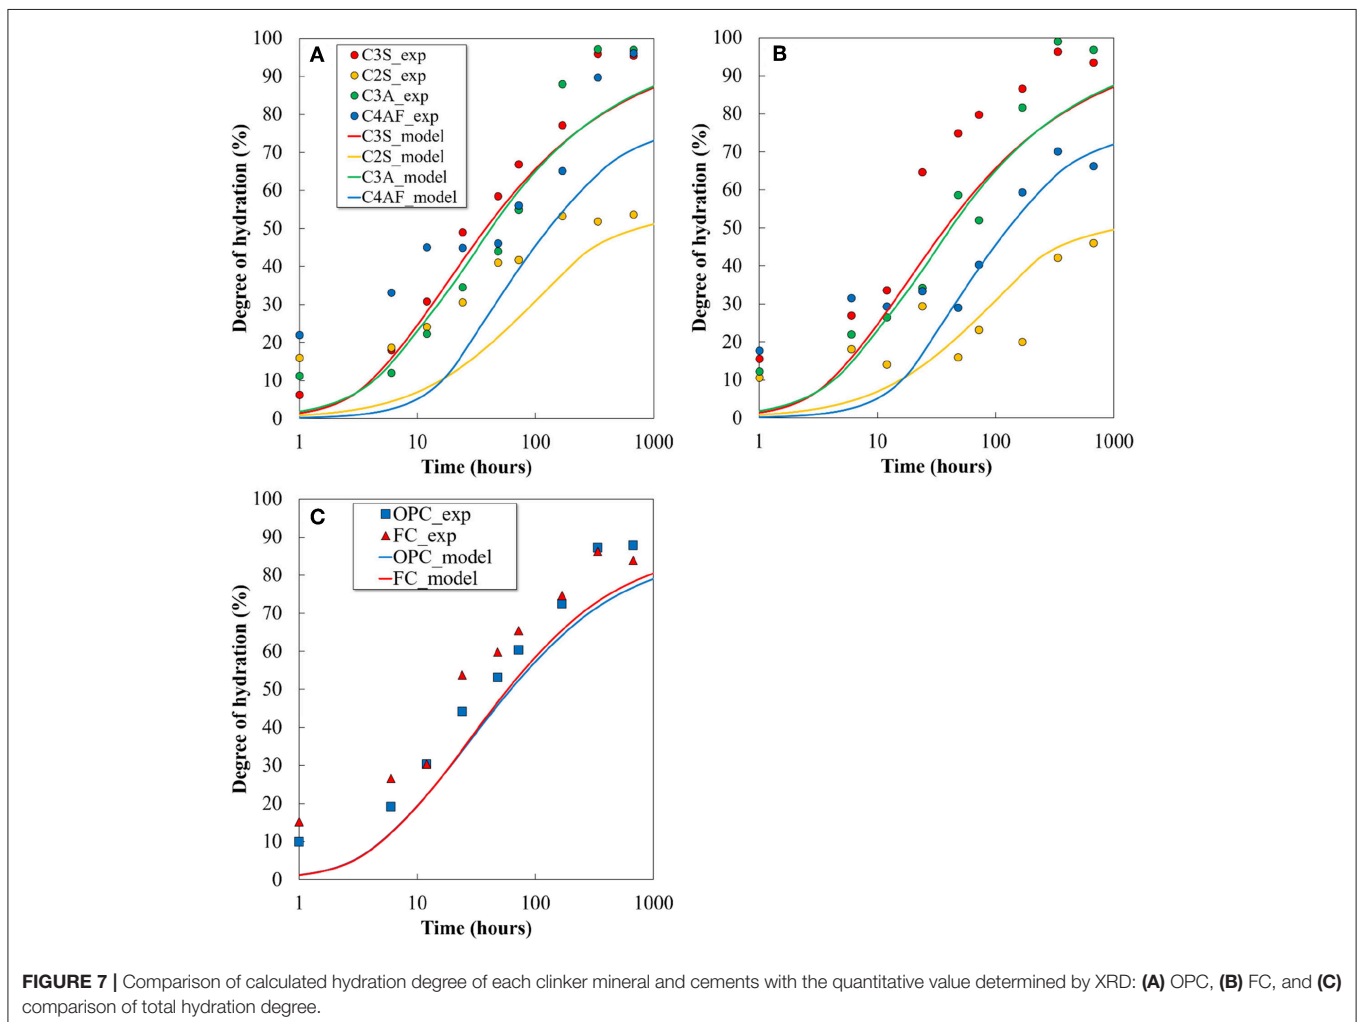 A
C3S_exp
C2S_exp
C3A_exp
C4AF_exp
C3S_model
C2S_model
C3A_model
C4AF_model
Degree of hydration (%)
100
90
80
70
60
50
40
30
20
10
0
1 10 100 1000
Time (hours)
B
Degree of hydration (%)
100
90
80
70
60
50
40
30
20
10
0
1 10 100 1000
Time (hours)
C
OPC_exp
FC_exp
OPC_model
FC_model
Degree of hydration (%)
100
90
80
70
60
50
40
30
20
10
0
1 10 100 1000
Time (hours)
FIGURE 7 | Comparison of calculated hydration degree of each clinker mineral and cements with the quantitative value determined by XRD: (A) OPC, (B) FC, and (C)
comparison of total hydration degree.